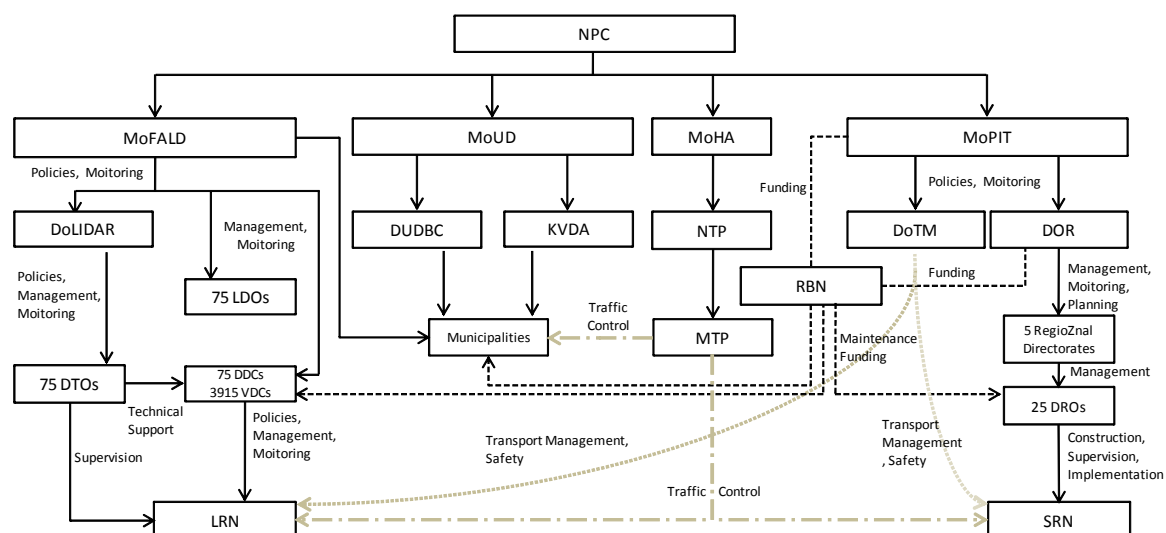 NPC
MoFALD
MoUD
MoHA
MoPIT
Policies, Moitoring
Funding
Policies, Moitoring
DoLIDAR
Management,
Moitoring
DUDBC
KVDA
NTP
DoTM
DOR
Policies,
Management,
Moitoring
75 LDOs
RBN
Funding
Management,
Moitoring,
Planning
Traffic
Control
Municipalities
MTP
Maintenance
Funding
5 RegioZnal
Directorates
Management
75 DTOs
75 DDCs
3915 VDCs
25 DROs
Technical
Support
Policies,
Management,
Moitoring
Supervision
Transport Management,
Safety
Transport
Management
, Safety
Construction,
Supervision,
Implementation
Traffic Control
LRN
SRN